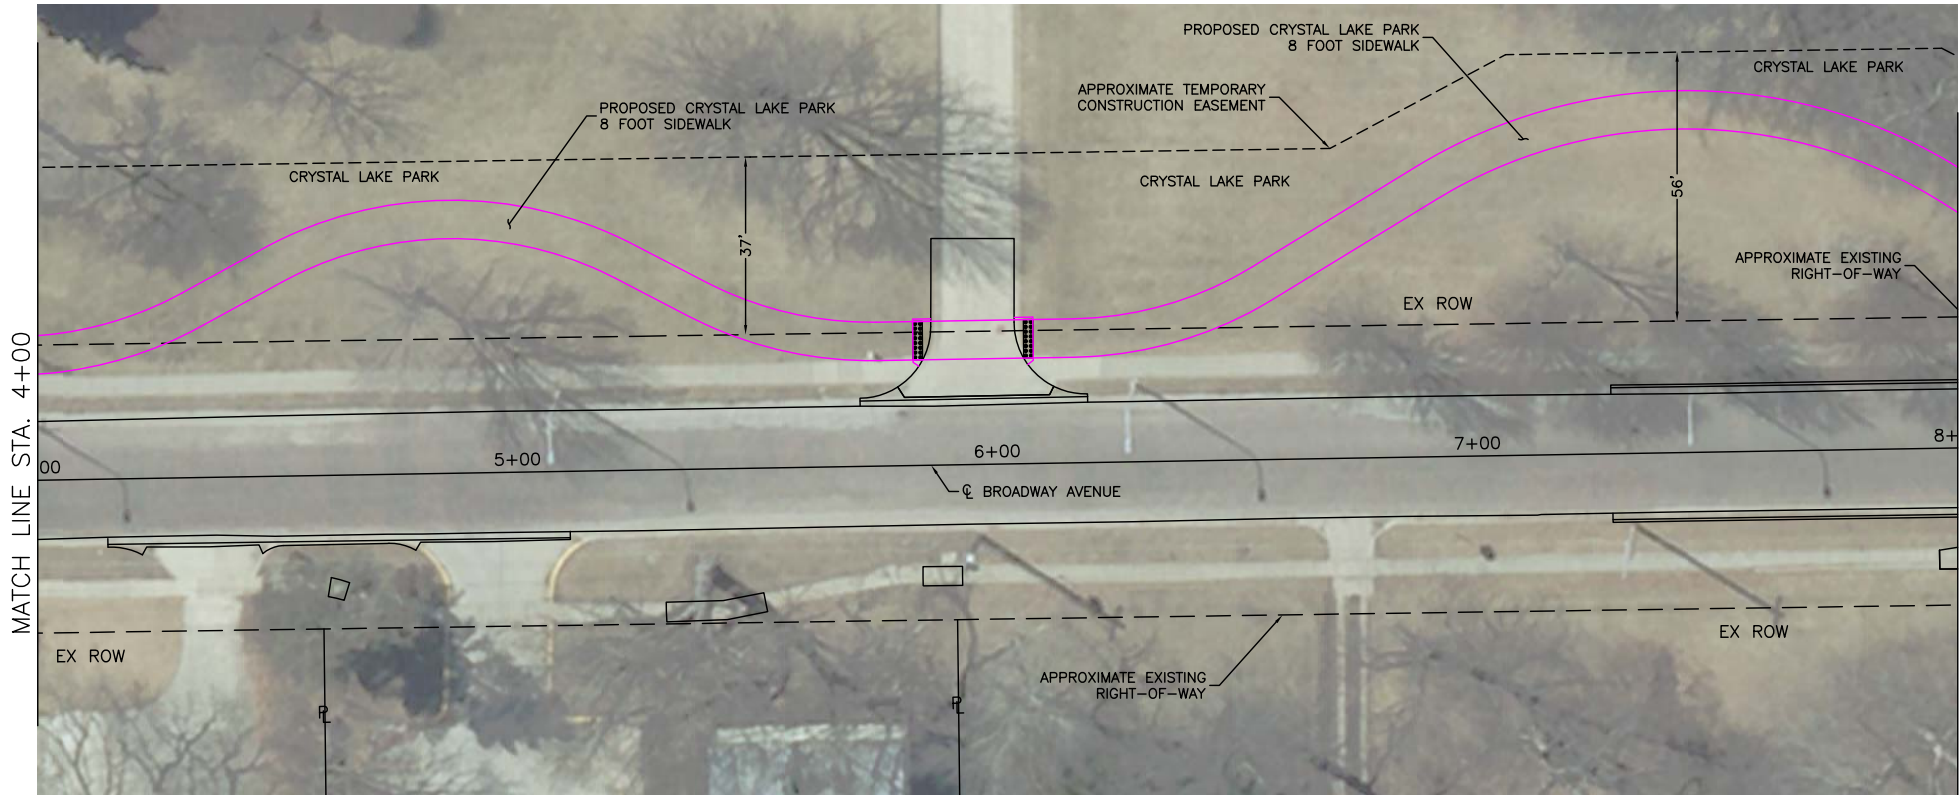 PROPOSED CRYSTAL LAKE PARK
8 FOOT SIDEWALK
CRYSTAL LAKE PARK
APPROXIMATE TEMPORARY
CONSTRUCTION EASEMENT
PROPOSED CRYSTAL LAKE PARK
8 FOOT SIDEWALK
CRYSTAL LAKE PARK
CRYSTAL LAKE PARK
56'
37'
APPROXIMATE EXISTING
RIGHT-OF-WAY
EX ROW
MATCH LINE STA. 4+00
00
5+00
6+00
7+00
8+
℄ BROADWAY AVENUE
EX ROW
EX ROW
APPROXIMATE EXISTING
RIGHT-OF-WAY
PL
PL